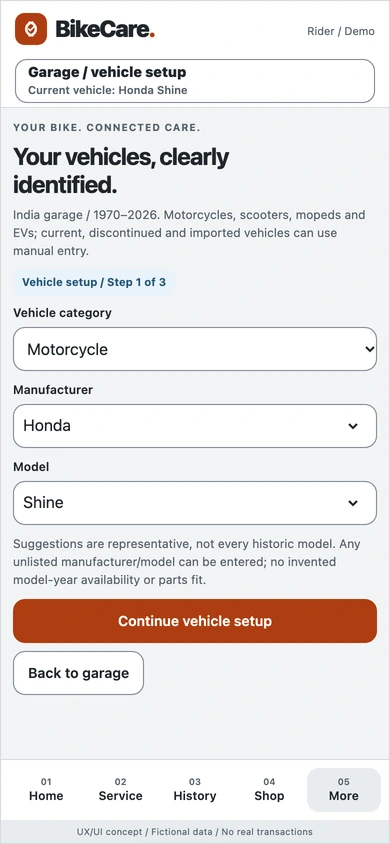 BikeCare.
Rider / Demo
Garage / vehicle setup
Current vehicle: Honda Shine
YOUR BIKE. CONNECTED CARE.
Your vehicles, clearly
identified.
India garage / 1970–2026. Motorcycles, scooters, mopeds and
EVs; current, discontinued and imported vehicles can use
manual entry.
Vehicle setup / Step 1 of 3
Vehicle category
Motorcycle
Manufacturer
Honda
Model
Shine
Suggestions are representative, not every historic model. Any
unlisted manufacturer/model can be entered; no invented
model-year availability or parts fit.
Continue vehicle setup
Back to garage
01
Home
02
Service
03
History
04
Shop
05
More
UX/UI concept / Fictional data / No real transactions